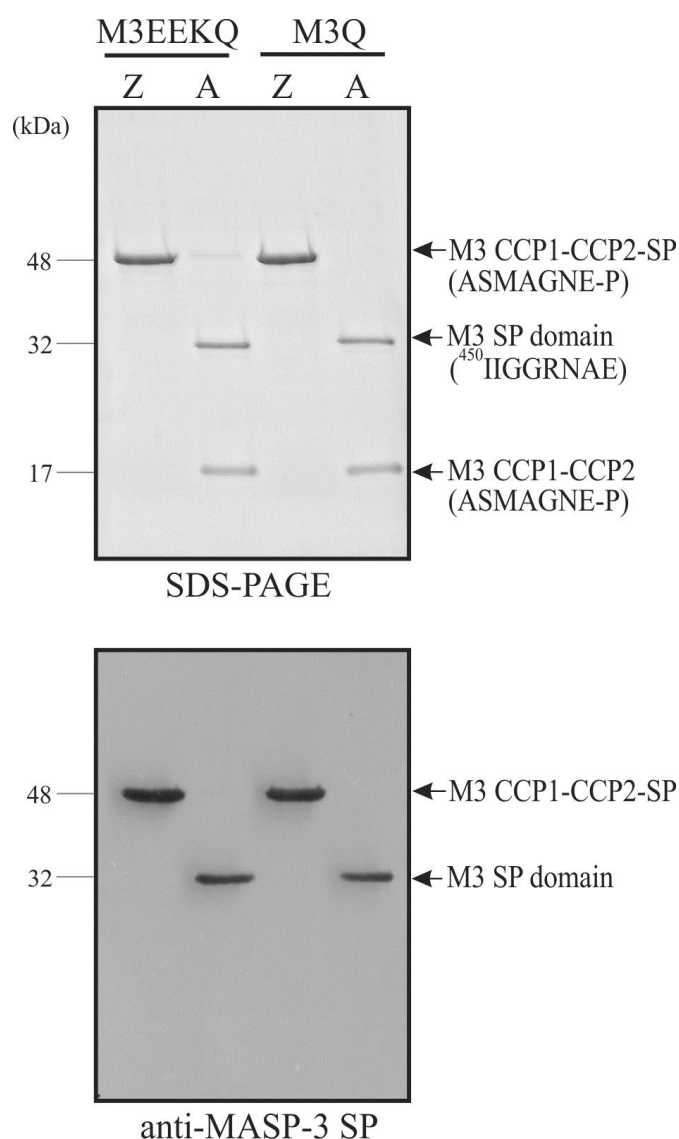 M3EEKQ M3Q
Z A Z A
(kDa)
48
32
17
M3 CCP1-CCP2-SP
(ASMAGNE-P)
M3 SP domain
(⁴⁵⁰IIGGRNAE)
M3 CCP1-CCP2
(ASMAGNE-P)
SDS-PAGE
48
32
M3 CCP1-CCP2-SP
M3 SP domain
anti-MASP-3 SP